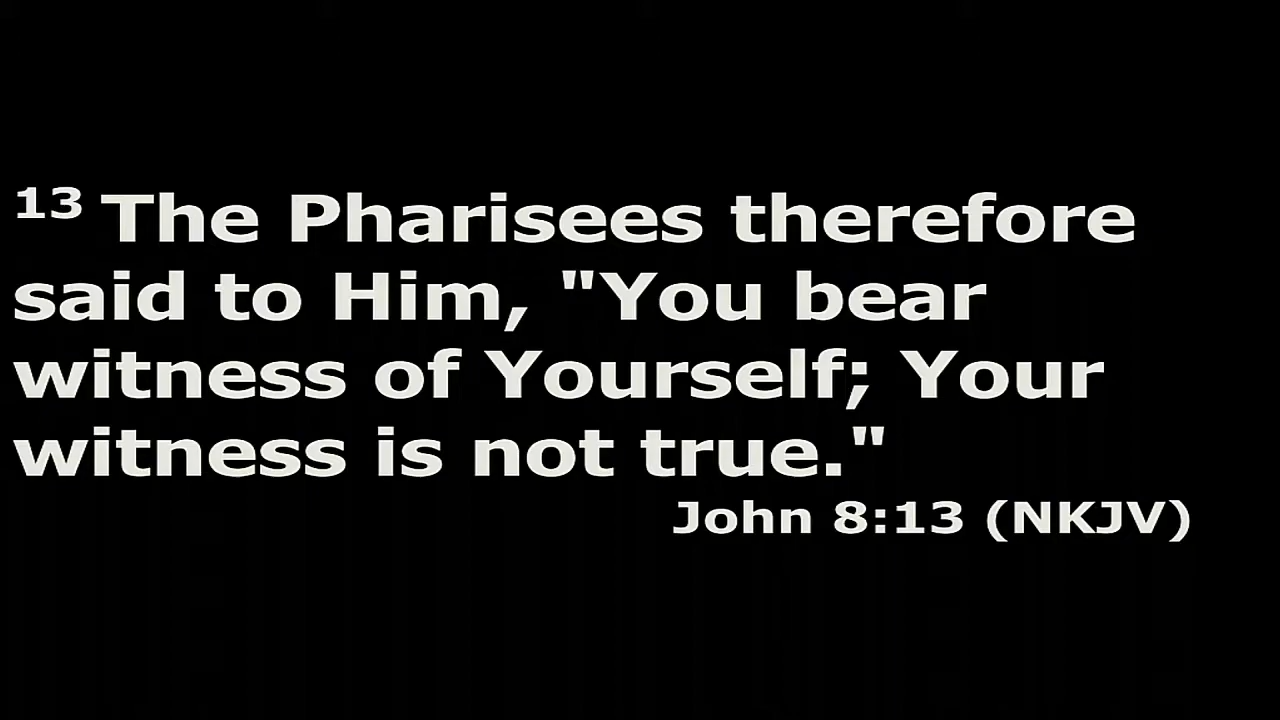 13 The Pharisees therefore
said to Him, "You bear
witness of Yourself; Your
witness is not true."
John 8:13 (NKJV)